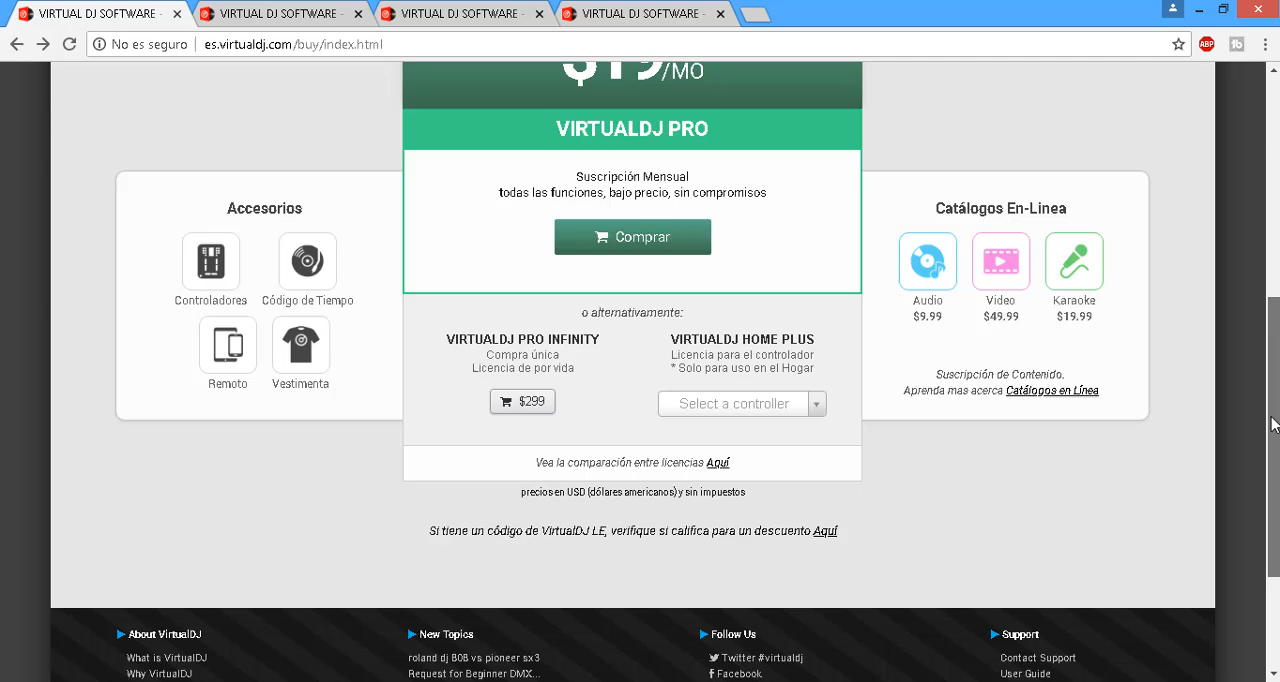 VIRTUAL DJ SOFTWARE -
VIRTUAL DJ SOFTWARE -
VIRTUAL DJ SOFTWARE -
VIRTUAL DJ SOFTWARE -
No es seguro
es.virtualdj.com/buy/index.html
ABP
$19/MO
VIRTUALDJ PRO
Suscripción Mensual
todas las funciones, bajo precio, sin compromisos
Comprar
Accesorios
Controladores
Código de Tiempo
Remoto
Vestimenta
Catálogos En-Linea
Audio
$9.99
Video
$49.99
Karaoke
$19.99
Suscripción de Contenido.
Aprenda mas acerca Catálogos en Línea
o alternativamente:
VIRTUALDJ PRO INFINITY
Compra única
Licencia de por vida
$299
VIRTUALDJ HOME PLUS
Licencia para el controlador
* Solo para uso en el Hogar
Select a controller
Vea la comparación entre licencias Aquí
precios en USD (dólares americanos) y sin impuestos
Si tiene un código de VirtualDJ LE, verifique si califica para un descuento Aquí
About VirtualDJ
What is VirtualDJ
Why VirtualDJ
New Topics
roland dj 808 vs pioneer sx3
Request for Beginner DMX...
Follow Us
Twitter #virtualdj
Facebook
Support
Contact Support
User Guide